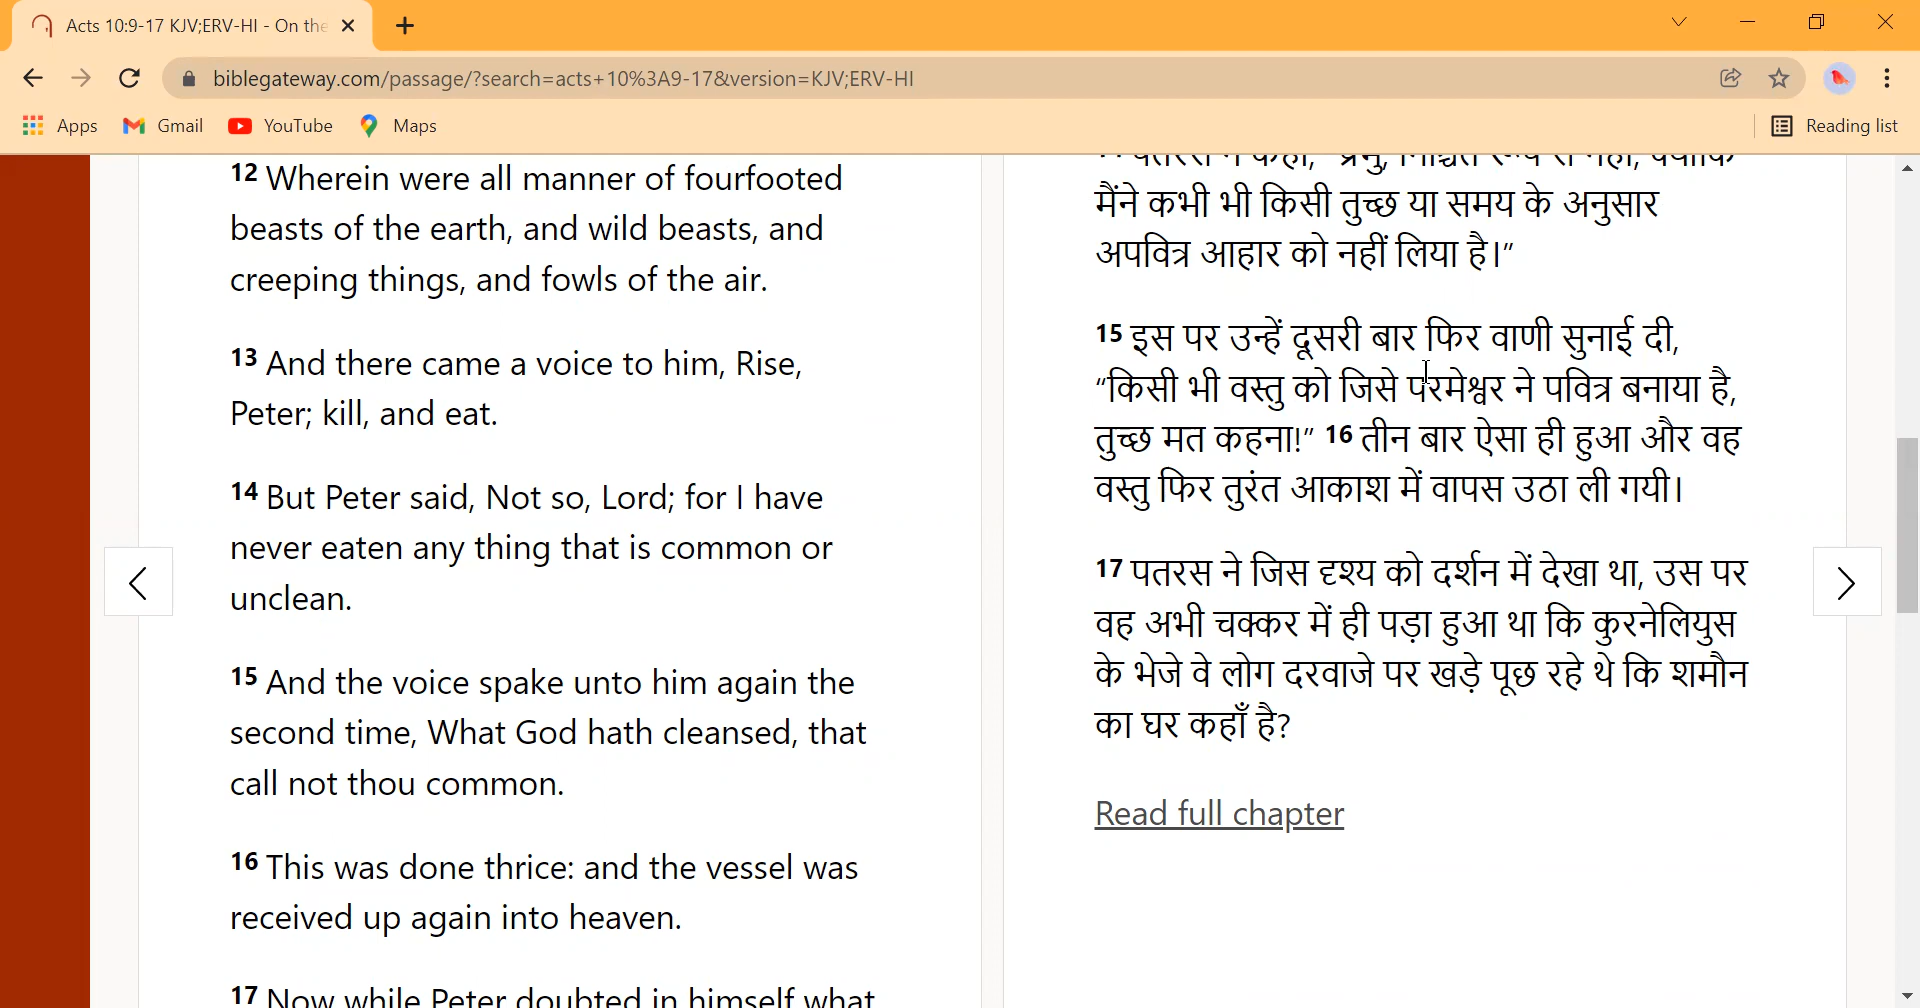 Acts 10:9-17 KJV;ERV-HI - On the
biblegateway.com/passage/?search=acts+10%3A9-17&version=KJV;ERV-HI
Apps Gmail YouTube Maps Reading list
12 Wherein were all manner of fourfooted
beasts of the earth, and wild beasts, and
creeping things, and fowls of the air.
13 And there came a voice to him, Rise,
Peter; kill, and eat.
14 But Peter said, Not so, Lord; for I have
never eaten any thing that is common or
unclean.
15 And the voice spake unto him again the
second time, What God hath cleansed, that
call not thou common.
16 This was done thrice: and the vessel was
received up again into heaven.
17 Now while Peter doubted in himself what
पतरस ने कहा, “प्रभु, निश्चित रूप से नहीं, क्योंकि
मैंने कभी भी किसी तुच्छ या समय के अनुसार
अपवित्र आहार को नहीं लिया है।”
15 इस पर उन्हें दूसरी बार फिर वाणी सुनाई दी,
“किसी भी वस्तु को जिसे परमेश्वर ने पवित्र बनाया है,
तुच्छ मत कहना!” 16 तीन बार ऐसा ही हुआ और वह
वस्तु फिर तुरंत आकाश में वापस उठा ली गयी।
17 पतरस ने जिस दृश्य को दर्शन में देखा था, उस पर
वह अभी चक्कर में ही पड़ा हुआ था कि कुरनेलियुस
के भेजे वे लोग दरवाजे पर खड़े पूछ रहे थे कि शमौन
का घर कहाँ है?
Read full chapter